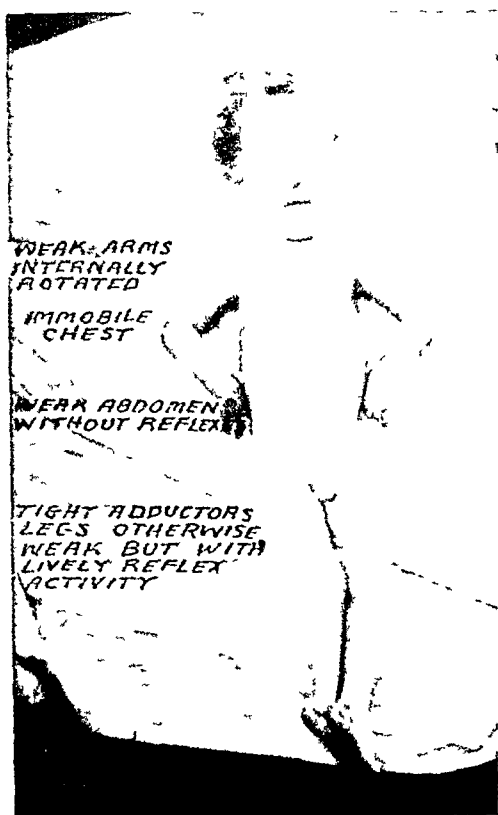 WEAK ARMS
INTERNALLY
ROTATED
IMMOBILE
CHEST
WEAK ABDOMEN
WITHOUT REFLEXES
TIGHT ADDUCTORS
LEGS OTHERWISE
WEAK BUT WITH
LIVELY REFLEX
ACTIVITY